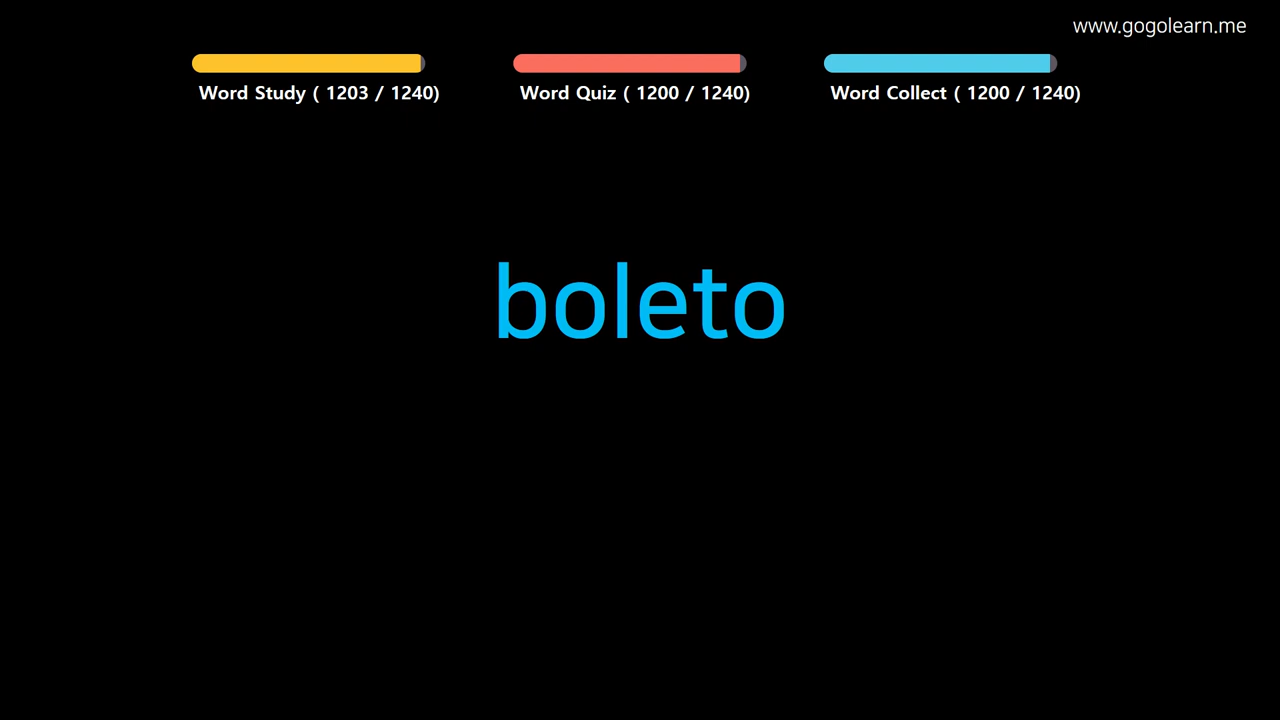 www.gogolearn.me
Word Study ( 1203 / 1240)
Word Quiz ( 1200 / 1240)
Word Collect ( 1200 / 1240)
boleto